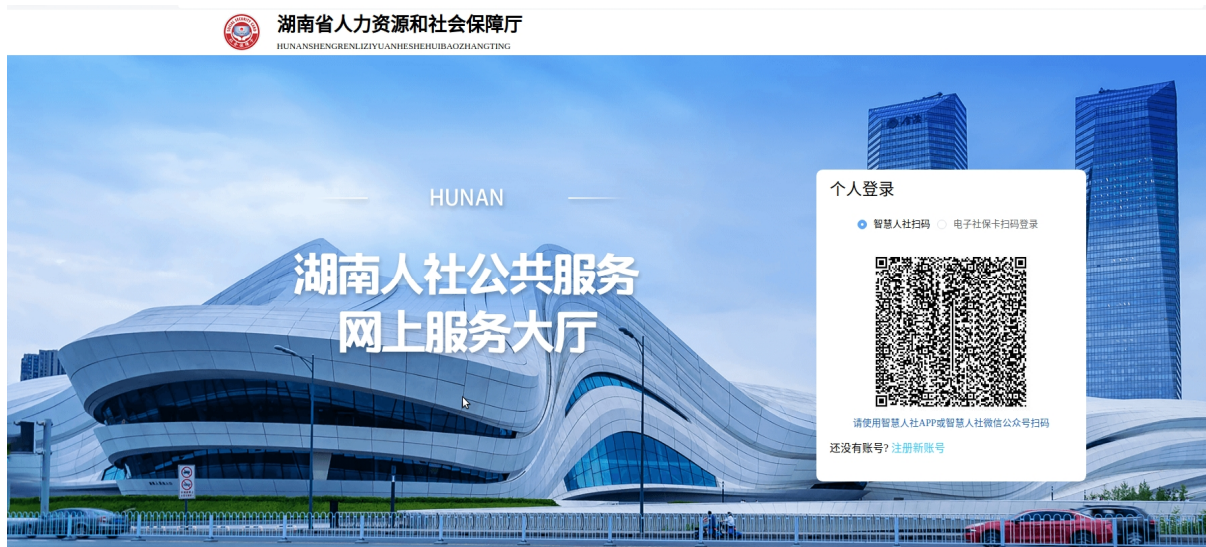 湖南省人力资源和社会保障厅
HUNANSHENGRENLIZIYUANHESHEHUIBAOZHANGTING
HUNAN
湖南人社公共服务
网上服务大厅
个人登录
智慧人社扫码 电子社保卡扫码登录
请使用智慧人社APP或智慧人社微信公众号扫码
还没有账号? 注册新账号